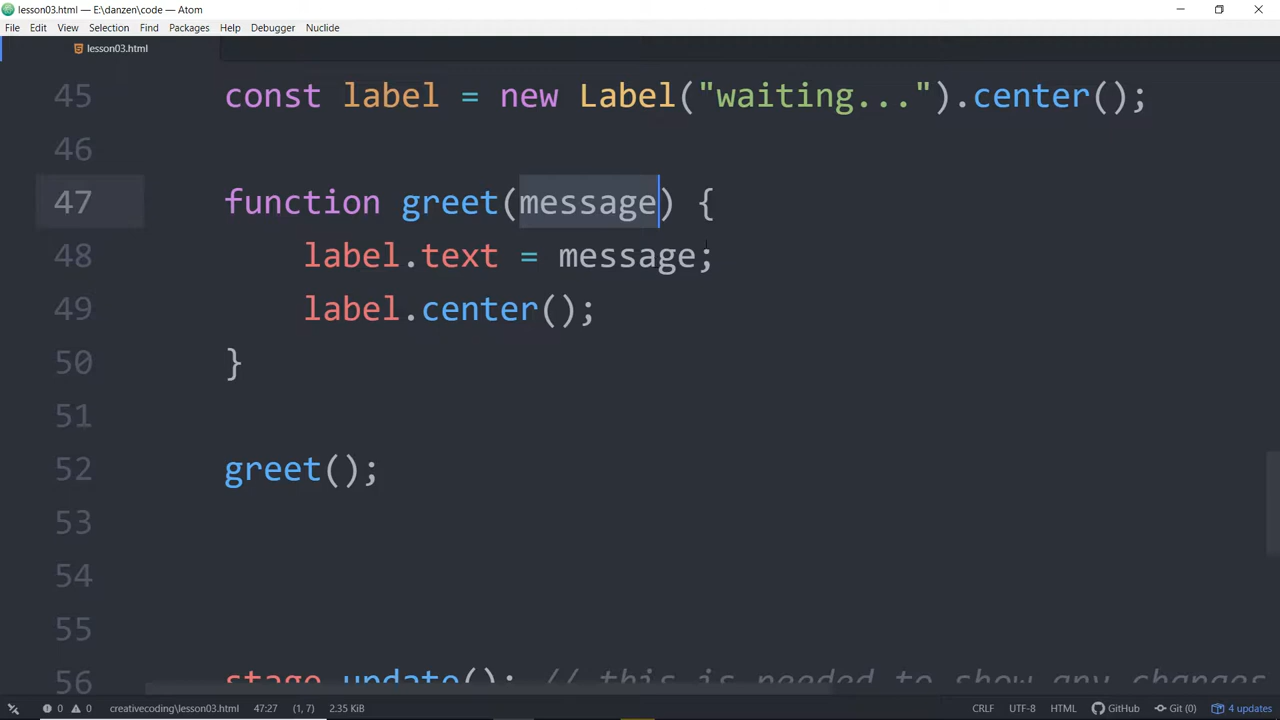 lesson03.html — E:\danzen\code — Atom
File Edit View Selection Find Packages Help Debugger Nuclide
lesson03.html
45 const label = new Label("waiting...").center();
46
47 function greet(message) {
48 label.text = message;
49 label.center();
50 }
51
52 greet();
53
54
55
56 stage.update(); // this is needed to show any changes
0 0 creativecoding\lesson03.html 47:27 (1, 7) 2.35 KiB CRLF UTF-8 HTML GitHub Git (0) 4 updates